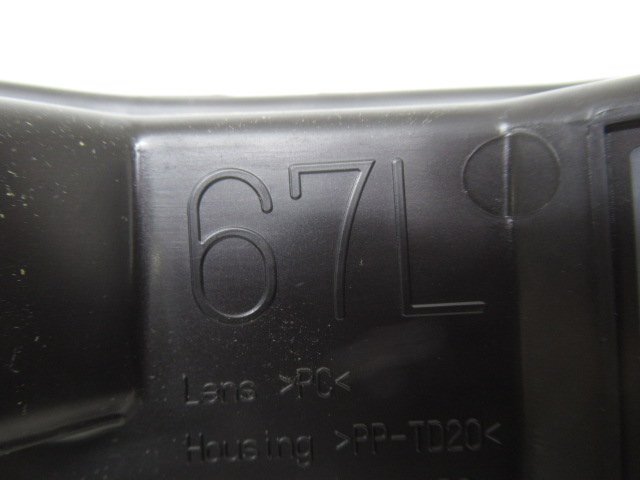 67L
Lens >PC<
Housing >PP-TD20<